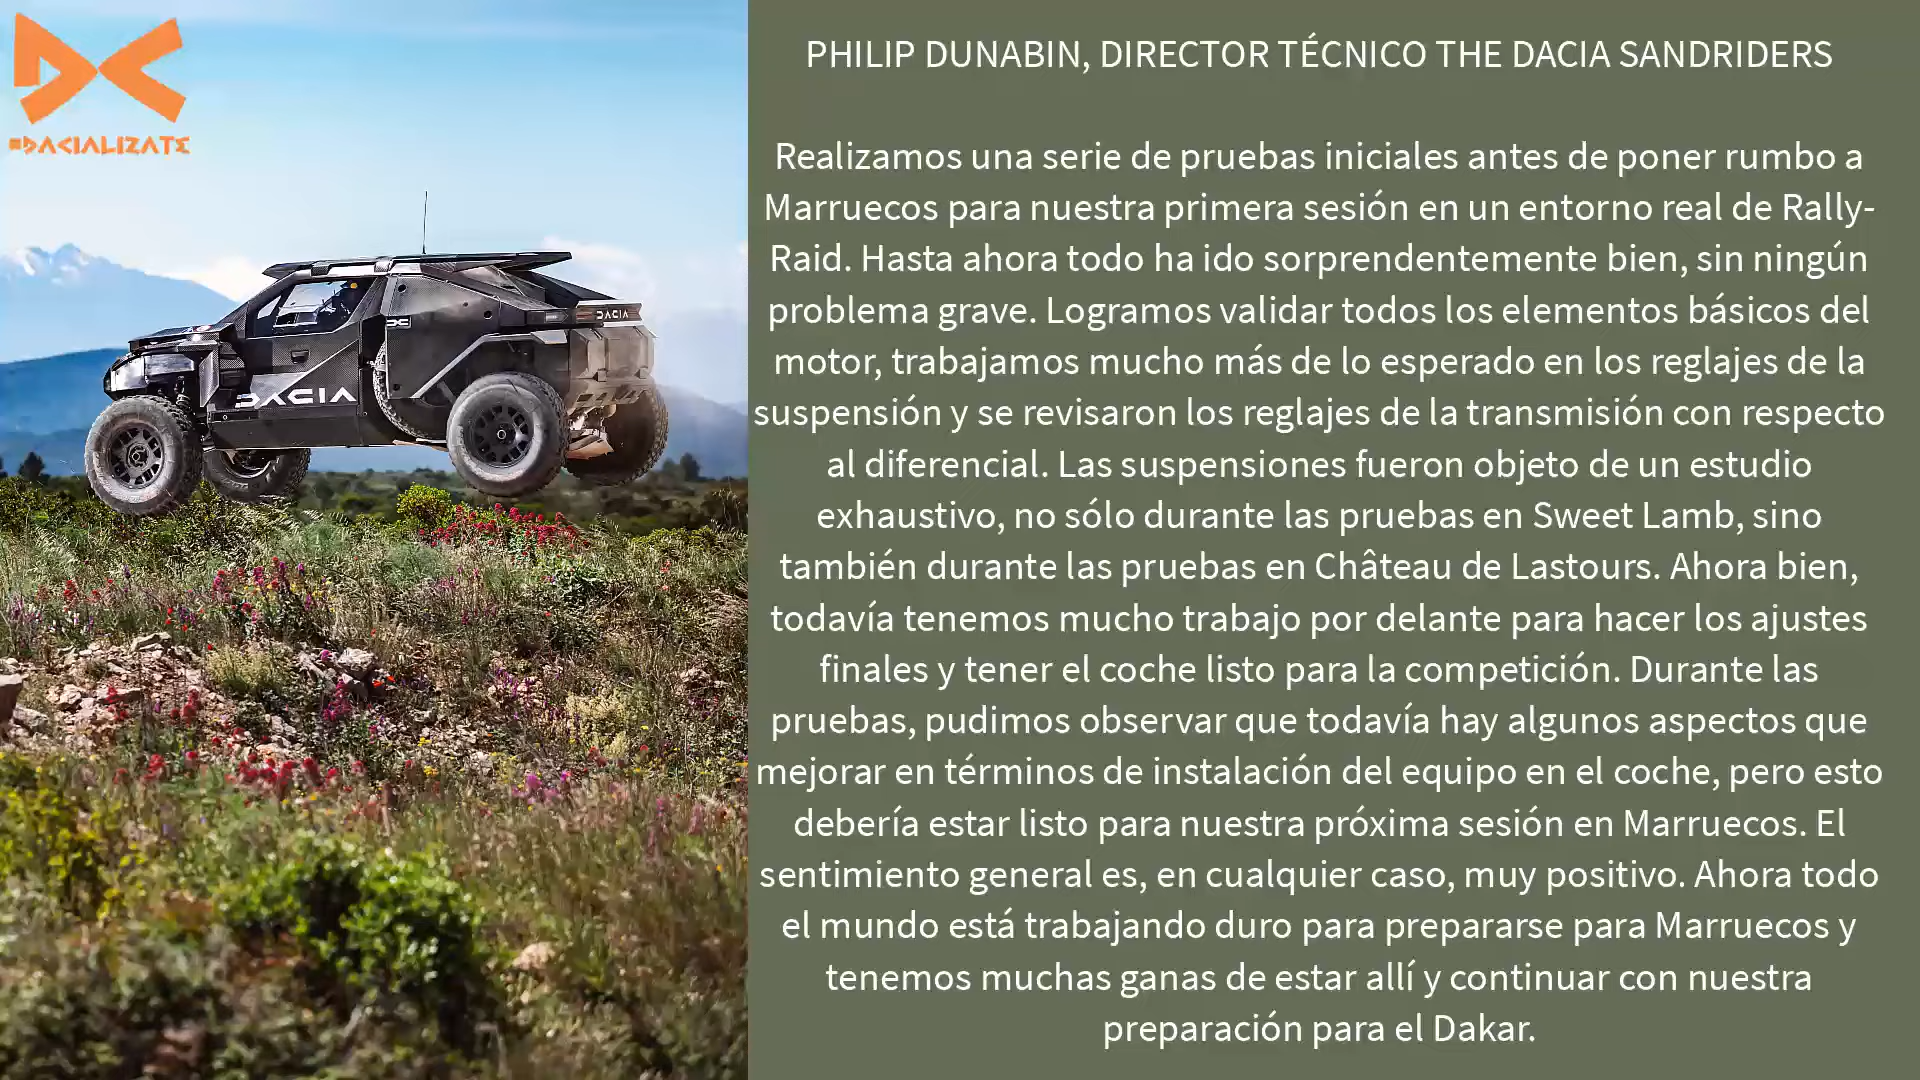 #DACIALIZATE
DACIA
DACIA
PHILIP DUNABIN, DIRECTOR TÉCNICO THE DACIA SANDRIDERS
Realizamos una serie de pruebas iniciales antes de poner rumbo a
Marruecos para nuestra primera sesión en un entorno real de Rally-
Raid. Hasta ahora todo ha ido sorprendentemente bien, sin ningún
problema grave. Logramos validar todos los elementos básicos del
motor, trabajamos mucho más de lo esperado en los reglajes de la
suspensión y se revisaron los reglajes de la transmisión con respecto
al diferencial. Las suspensiones fueron objeto de un estudio
exhaustivo, no sólo durante las pruebas en Sweet Lamb, sino
también durante las pruebas en Château de Lastours. Ahora bien,
todavía tenemos mucho trabajo por delante para hacer los ajustes
finales y tener el coche listo para la competición. Durante las
pruebas, pudimos observar que todavía hay algunos aspectos que
mejorar en términos de instalación del equipo en el coche, pero esto
debería estar listo para nuestra próxima sesión en Marruecos. El
sentimiento general es, en cualquier caso, muy positivo. Ahora todo
el mundo está trabajando duro para prepararse para Marruecos y
tenemos muchas ganas de estar allí y continuar con nuestra
preparación para el Dakar.